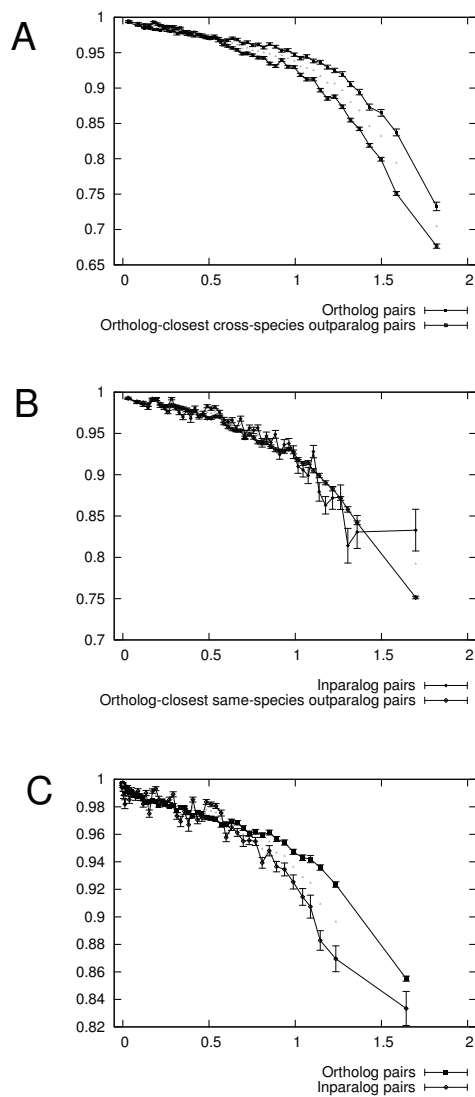 A
1
0.95
0.9
0.85
0.8
0.75
0.7
0.65
0 0.5 1 1.5 2
Ortholog pairs
Ortholog-closest cross-species outparalog pairs
B
1
0.95
0.9
0.85
0.8
0.75
0.7
0 0.5 1 1.5 2
Inparalog pairs
Ortholog-closest same-species outparalog pairs
C
1
0.98
0.96
0.94
0.92
0.9
0.88
0.86
0.84
0.82
0 0.5 1 1.5 2
Ortholog pairs
Inparalog pairs